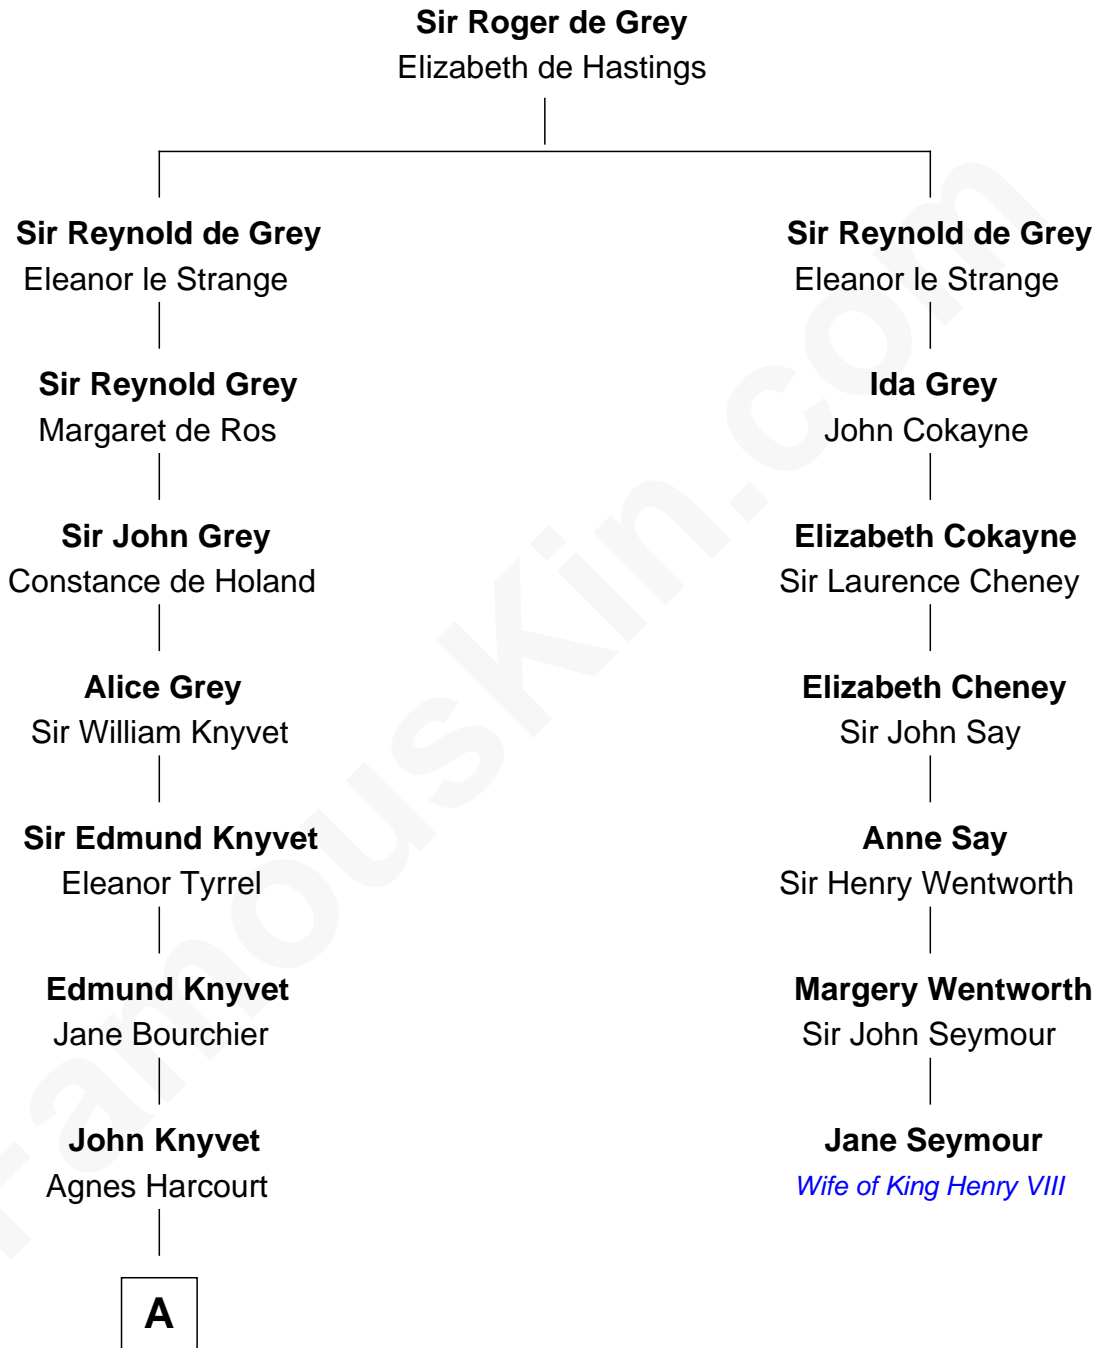 Sir Roger de Grey
Elizabeth de Hastings
Sir Reynold de Grey
Eleanor le Strange
Sir Reynold de Grey
Eleanor le Strange
Sir Reynold Grey
Margaret de Ros
Ida Grey
John Cokayne
Sir John Grey
Constance de Holand
Elizabeth Cokayne
Sir Laurence Cheney
Alice Grey
Sir William Knyvet
Elizabeth Cheney
Sir John Say
Sir Edmund Knyvet
Eleanor Tyrrel
Anne Say
Sir Henry Wentworth
Edmund Knyvet
Jane Bourchier
Margery Wentworth
Sir John Seymour
John Knyvet
Agnes Harcourt
Jane Seymour
Wife of King Henry VIII
A
FamousKin.com